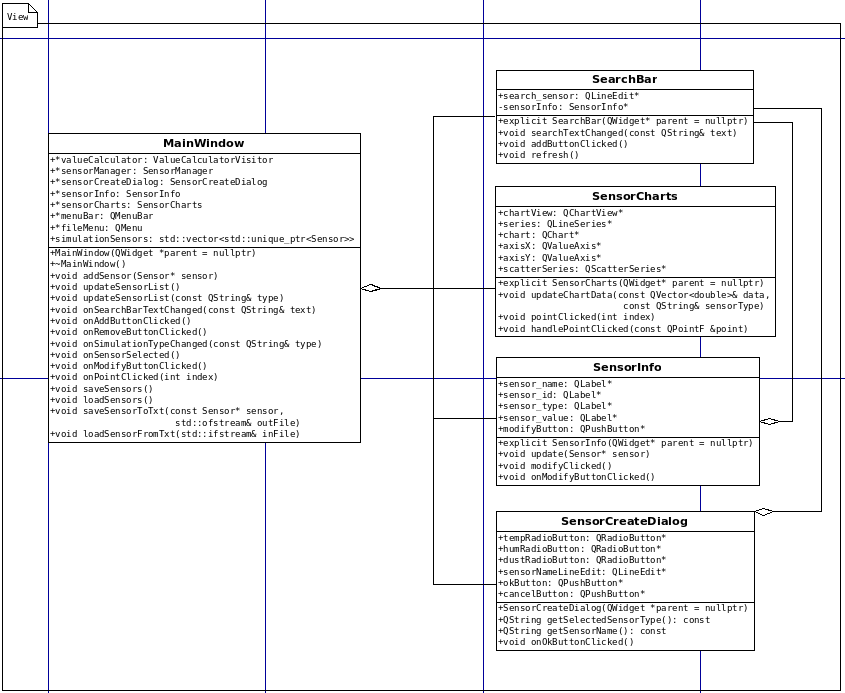 View
MainWindow
+*valueCalculator: ValueCalculatorVisitor
+*sensorManager: SensorManager
+*sensorCreateDialog: SensorCreateDialog
+*sensorInfo: SensorInfo
+*sensorCharts: SensorCharts
+*menuBar: QMenuBar
+*fileMenu: QMenu
+simulationSensors: std::vector<std::unique_ptr<Sensor>>
+MainWindow(QWidget *parent = nullptr)
+~MainWindow()
+void addSensor(Sensor* sensor)
+void updateSensorList()
+void updateSensorList(const QString& type)
+void onSearchBarTextChanged(const QString& text)
+void onAddButtonClicked()
+void onRemoveButtonClicked()
+void onSimulationTypeChanged(const QString& type)
+void onSensorSelected()
+void onModifyButtonClicked()
+void onPointClicked(int index)
+void saveSensors()
+void loadSensors()
+void saveSensorToTxt(const Sensor* sensor,
std::ofstream& outFile)
+void loadSensorFromTxt(std::ifstream& inFile)
SearchBar
+search_sensor: QLineEdit*
-sensorInfo: SensorInfo*
+explicit SearchBar(QWidget* parent = nullptr)
+void searchTextChanged(const QString& text)
+void addButtonClicked()
+void refresh()
SensorCharts
+chartView: QChartView*
+series: QLineSeries*
+chart: QChart*
+axisX: QValueAxis*
+axisY: QValueAxis*
+scatterSeries: QScatterSeries*
+explicit SensorCharts(QWidget* parent = nullptr)
+void updateChartData(const QVector<double>& data,
const QString& sensorType)
+void pointClicked(int index)
+void handlePointClicked(const QPointF &point)
SensorInfo
+sensor_name: QLabel*
+sensor_id: QLabel*
+sensor_type: QLabel*
+sensor_value: QLabel*
+modifyButton: QPushButton*
+explicit SensorInfo(QWidget* parent = nullptr)
+void update(Sensor* sensor)
+void modifyClicked()
+void onModifyButtonClicked()
SensorCreateDialog
+tempRadioButton: QRadioButton*
+humRadioButton: QRadioButton*
+dustRadioButton: QRadioButton*
+sensorNameLineEdit: QLineEdit*
+okButton: QPushButton*
+cancelButton: QPushButton*
+SensorCreateDialog(QWidget *parent = nullptr)
+QString getSelectedSensorType(): const
+QString getSensorName(): const
+void onOkButtonClicked()